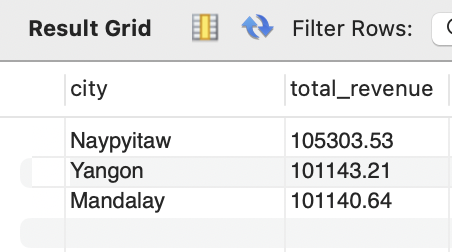 Result Grid Filter Rows:
city total_revenue
Naypyitaw 105303.53
Yangon 101143.21
Mandalay 101140.64